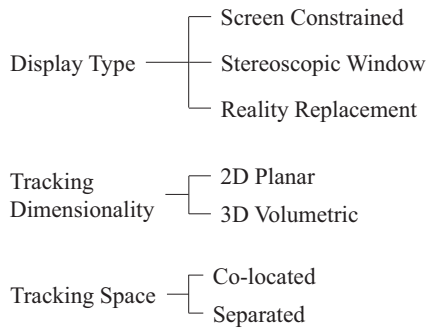 Display Type
Screen Constrained
Stereoscopic Window
Reality Replacement
Tracking
Dimensionality
2D Planar
3D Volumetric
Tracking Space
Co-located
Separated